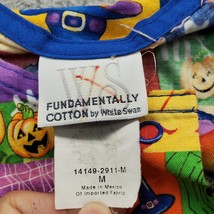 WS
FUNDAMENTALLY
COTTON by White Swan
14149-2911-M
M
Made in Mexico
Of Imported Fabric